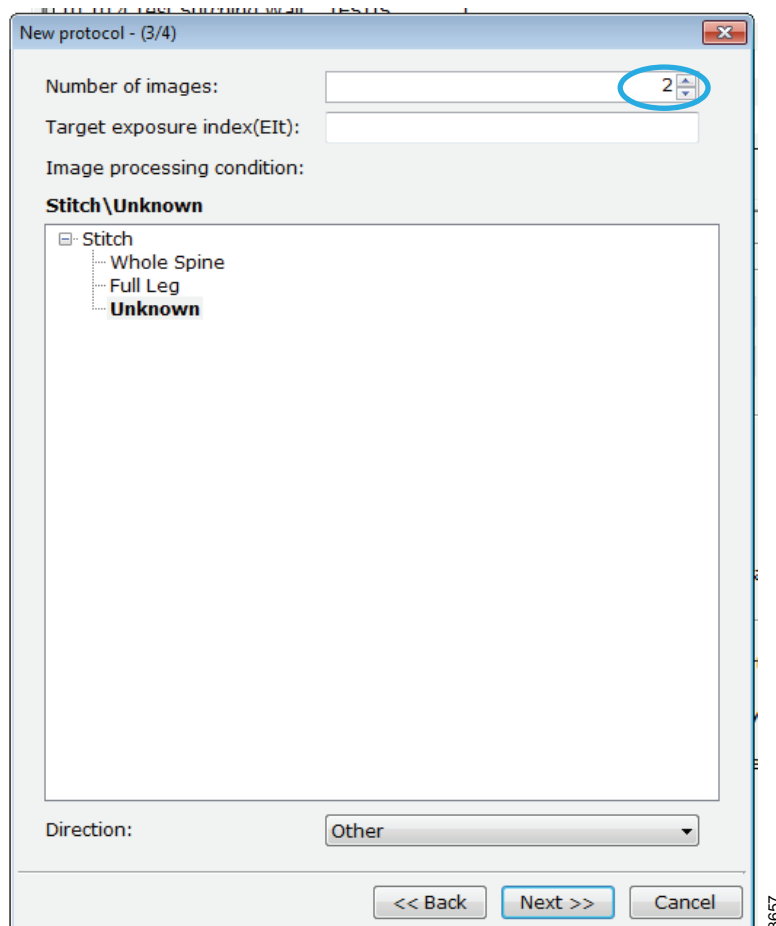 New protocol - (3/4)
Number of images: 2
Target exposure index(EIt):
Image processing condition:
Stitch\Unknown
Stitch
Whole Spine
Full Leg
Unknown
Direction: Other
<< Back Next >> Cancel